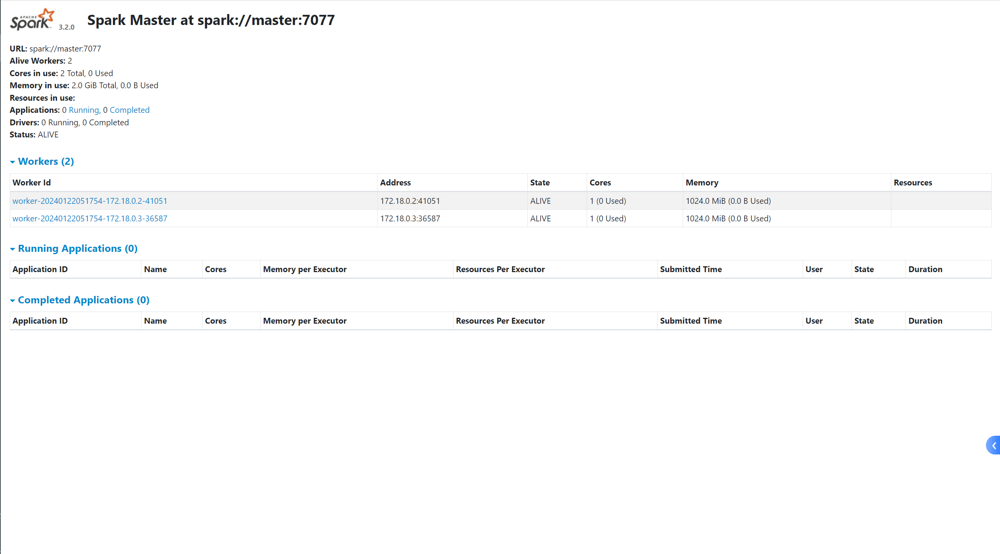 APACHE
Spark™ 3.2.0 Spark Master at spark://master:7077
URL: spark://master:7077
Alive Workers: 2
Cores in use: 2 Total, 0 Used
Memory in use: 2.0 GiB Total, 0.0 B Used
Resources in use:
Applications: 0 Running, 0 Completed
Drivers: 0 Running, 0 Completed
Status: ALIVE
Workers (2)
Worker Id Address State Cores Memory Resources
worker-20240122051754-172.18.0.2-41051 172.18.0.2:41051 ALIVE 1 (0 Used) 1024.0 MiB (0.0 B Used)
worker-20240122051754-172.18.0.3-36587 172.18.0.3:36587 ALIVE 1 (0 Used) 1024.0 MiB (0.0 B Used)
Running Applications (0)
Application ID Name Cores Memory per Executor Resources Per Executor Submitted Time User State Duration
Completed Applications (0)
Application ID Name Cores Memory per Executor Resources Per Executor Submitted Time User State Duration